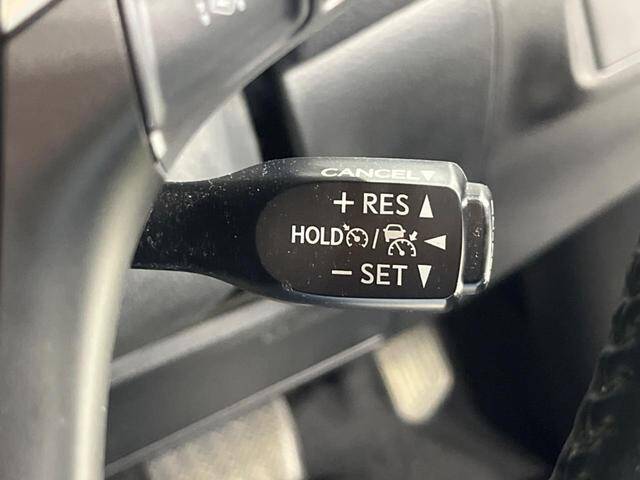 CANCEL▼
+ RES ▲
HOLD / ◄
− SET ▼